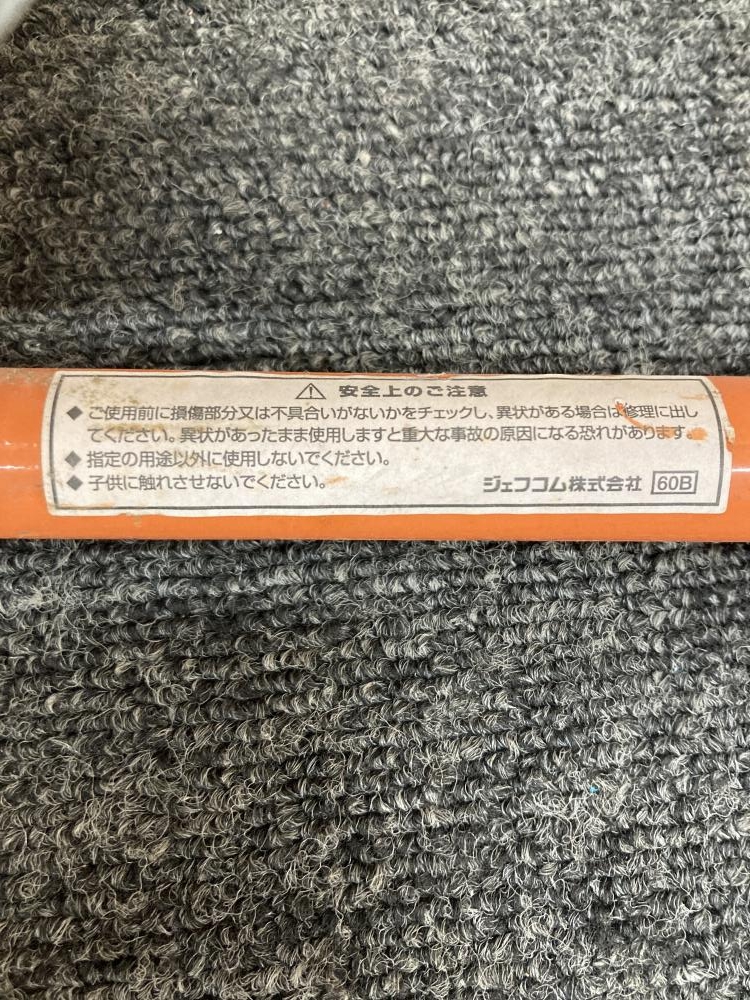 ⚠ 安全上のご注意
◆ ご使用前に損傷部分又は不具合いがないかをチェックし、異状がある場合は修理に出し
てください。異状があったまま使用しますと重大な事故の原因になる恐れがあります。
◆ 指定の用途以外に使用しないでください。
◆ 子供に触れさせないでください。
ジェフコム株式会社 60B